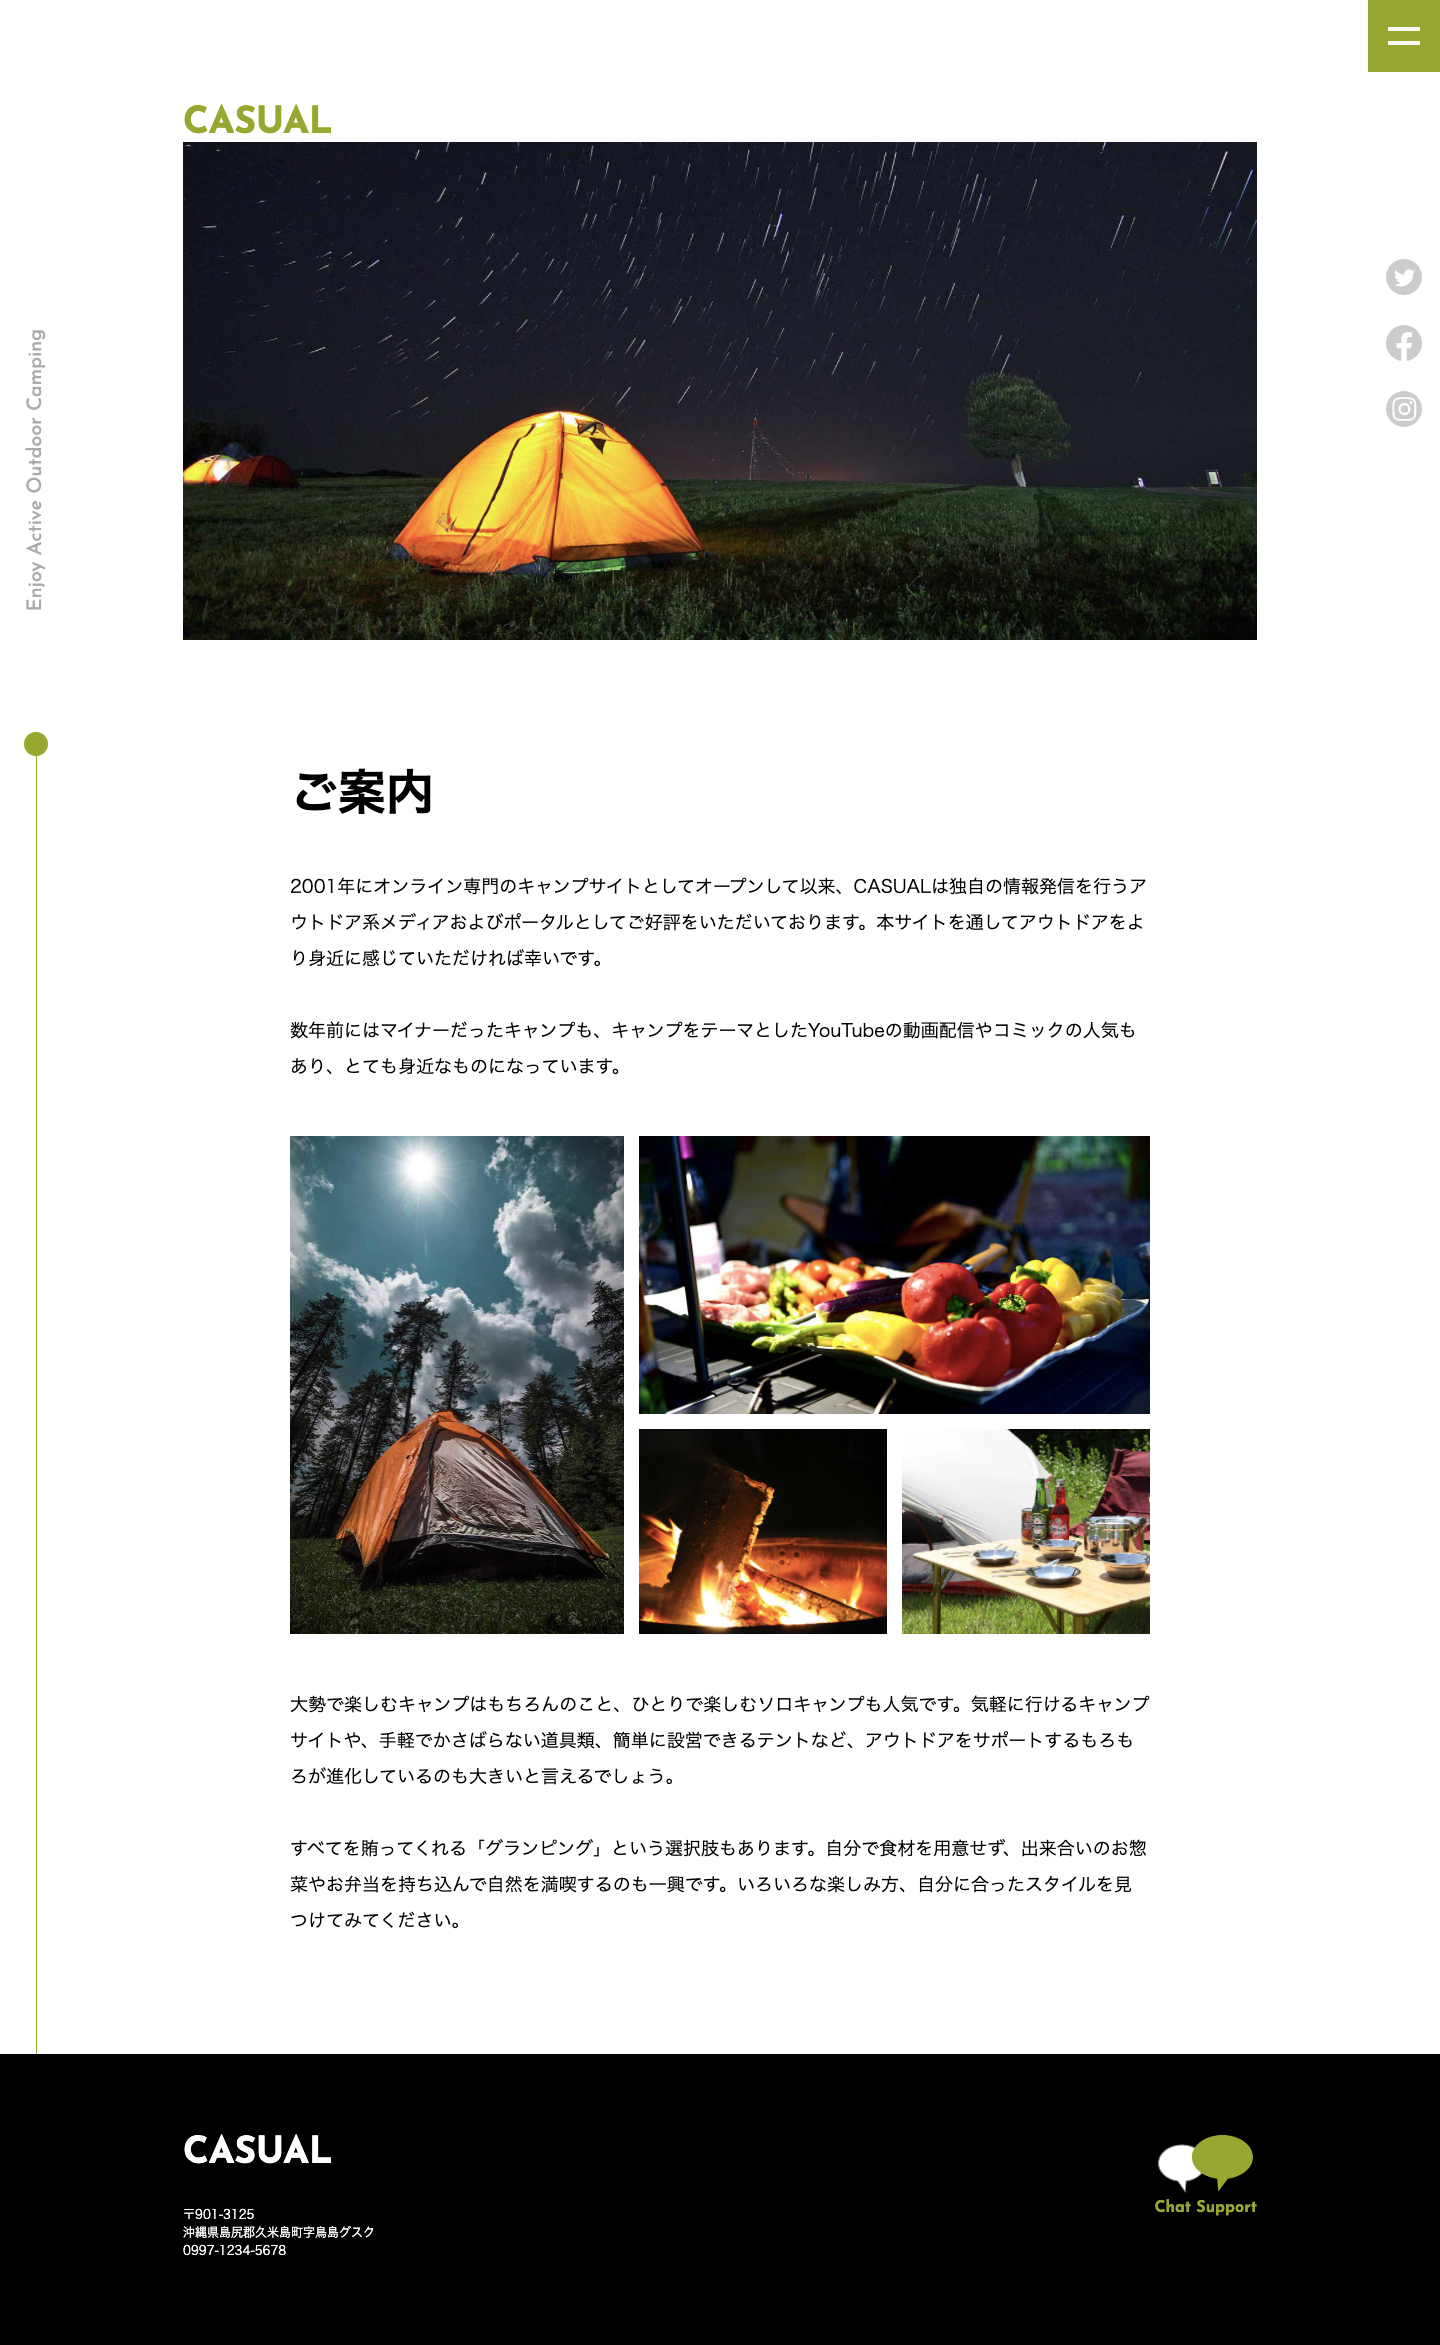 CASUAL
Enjoy Active Outdoor Camping
ご案内
2001年にオンライン専門のキャンプサイトとしてオープンして以来、CASUALは独自の情報発信を行うア
ウトドア系メディアおよびポータルとしてご好評をいただいております。本サイトを通してアウトドアをよ
り身近に感じていただければ幸いです。
数年前にはマイナーだったキャンプも、キャンプをテーマとしたYouTubeの動画配信やコミックの人気も
あり、とても身近なものになっています。
大勢で楽しむキャンプはもちろんのこと、ひとりで楽しむソロキャンプも人気です。気軽に行けるキャンプ
サイトや、手軽でかさばらない道具類、簡単に設営できるテントなど、アウトドアをサポートするもろも
ろが進化しているのも大きいと言えるでしょう。
すべてを賄ってくれる「グランピング」という選択肢もあります。自分で食材を用意せず、出来合いのお惣
菜やお弁当を持ち込んで自然を満喫するのも一興です。いろいろな楽しみ方、自分に合ったスタイルを見
つけてみてください。
CASUAL
〒901-3125
沖縄県島尻郡久米島町字鳥島グスク
0997-1234-5678
Chat Support